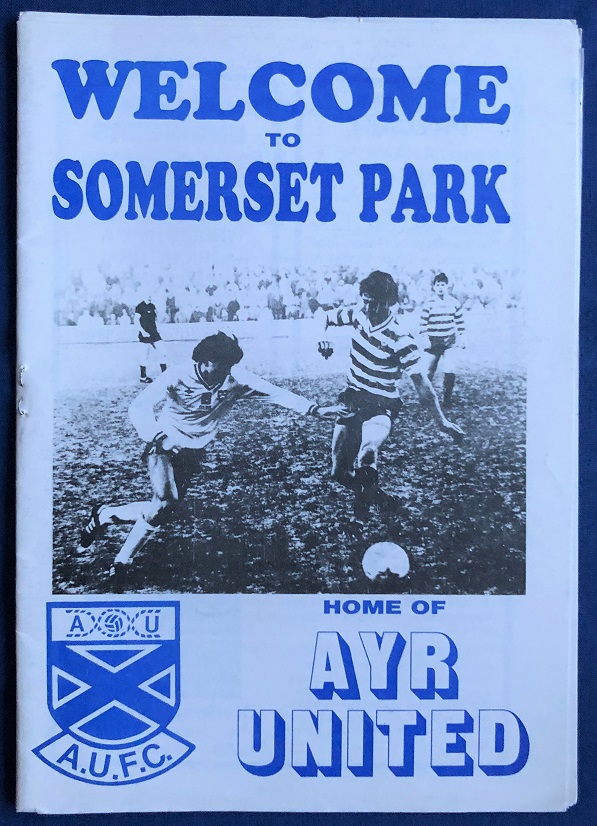 WELCOME
TO
SOMERSET PARK
HOME OF
AYR
UNITED
A U
A.U.F.C.